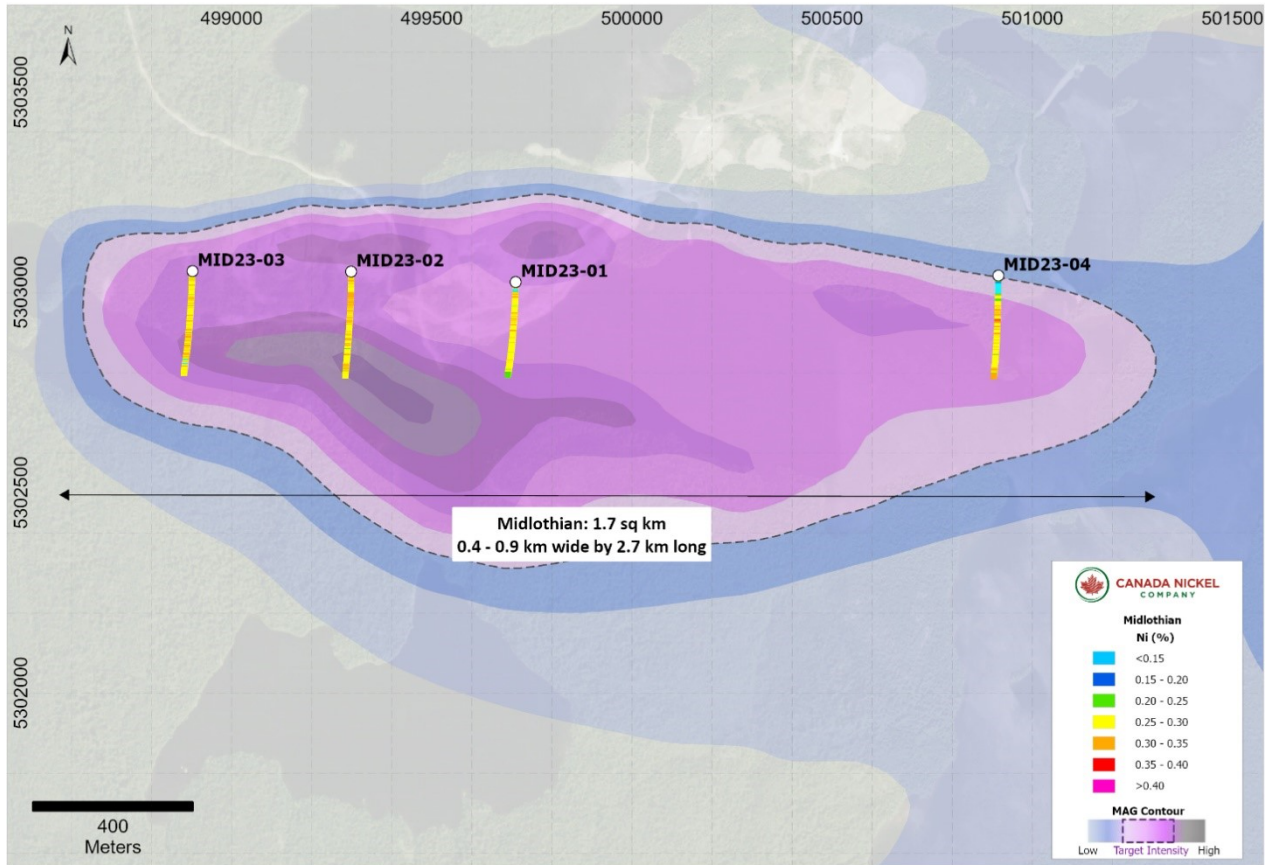 499000 499500 500000 500500 501000 501500
N
5303500
5303000
5302500
5302000
MID23-03
MID23-02
MID23-01
MID23-04
Midlothian: 1.7 sq km
0.4 - 0.9 km wide by 2.7 km long
400
Meters
CANADA NICKEL
COMPANY
Midlothian
Ni (%)
<0.15
0.15 - 0.20
0.20 - 0.25
0.25 - 0.30
0.30 - 0.35
0.35 - 0.40
>0.40
MAG Contour
Low Target Intensity High